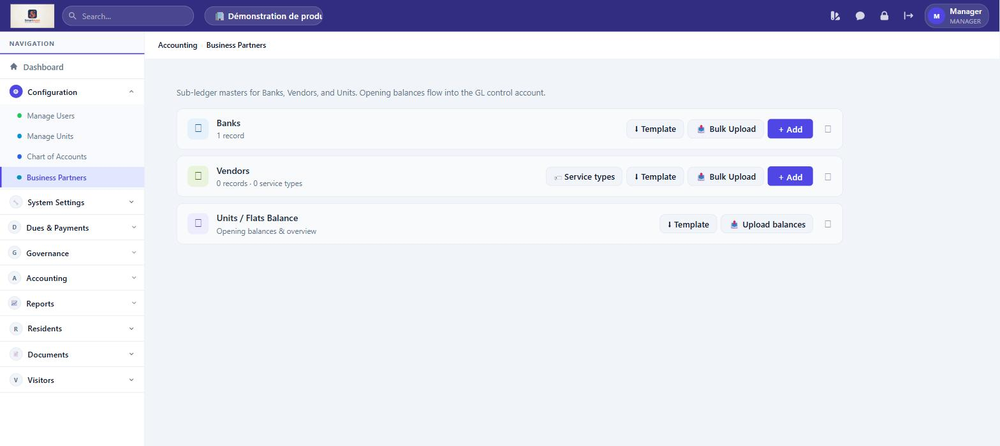 Search...
Démonstration de produ
M
Manager
MANAGER
NAVIGATION
Dashboard
Configuration
Manage Users
Manage Units
Chart of Accounts
Business Partners
System Settings
D Dues & Payments
G Governance
A Accounting
Reports
R Residents
Documents
V Visitors
Accounting Business Partners
Sub-ledger masters for Banks, Vendors, and Units. Opening balances flow into the GL control account.
Banks
1 record
Template
Bulk Upload
+ Add
Vendors
0 records · 0 service types
Service types
Template
Bulk Upload
+ Add
Units / Flats Balance
Opening balances & overview
Template
Upload balances